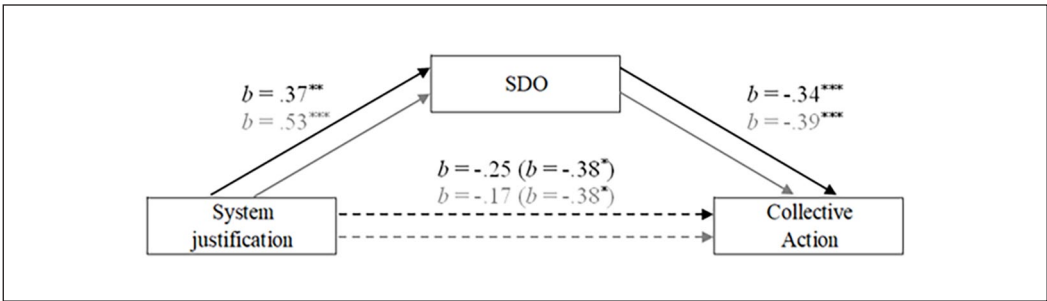 SDO
b = .37**
b = .53***
b = -.34***
b = -.39***
b = -.25 (b = -.38*)
b = -.17 (b = -.38*)
System
justification
Collective
Action